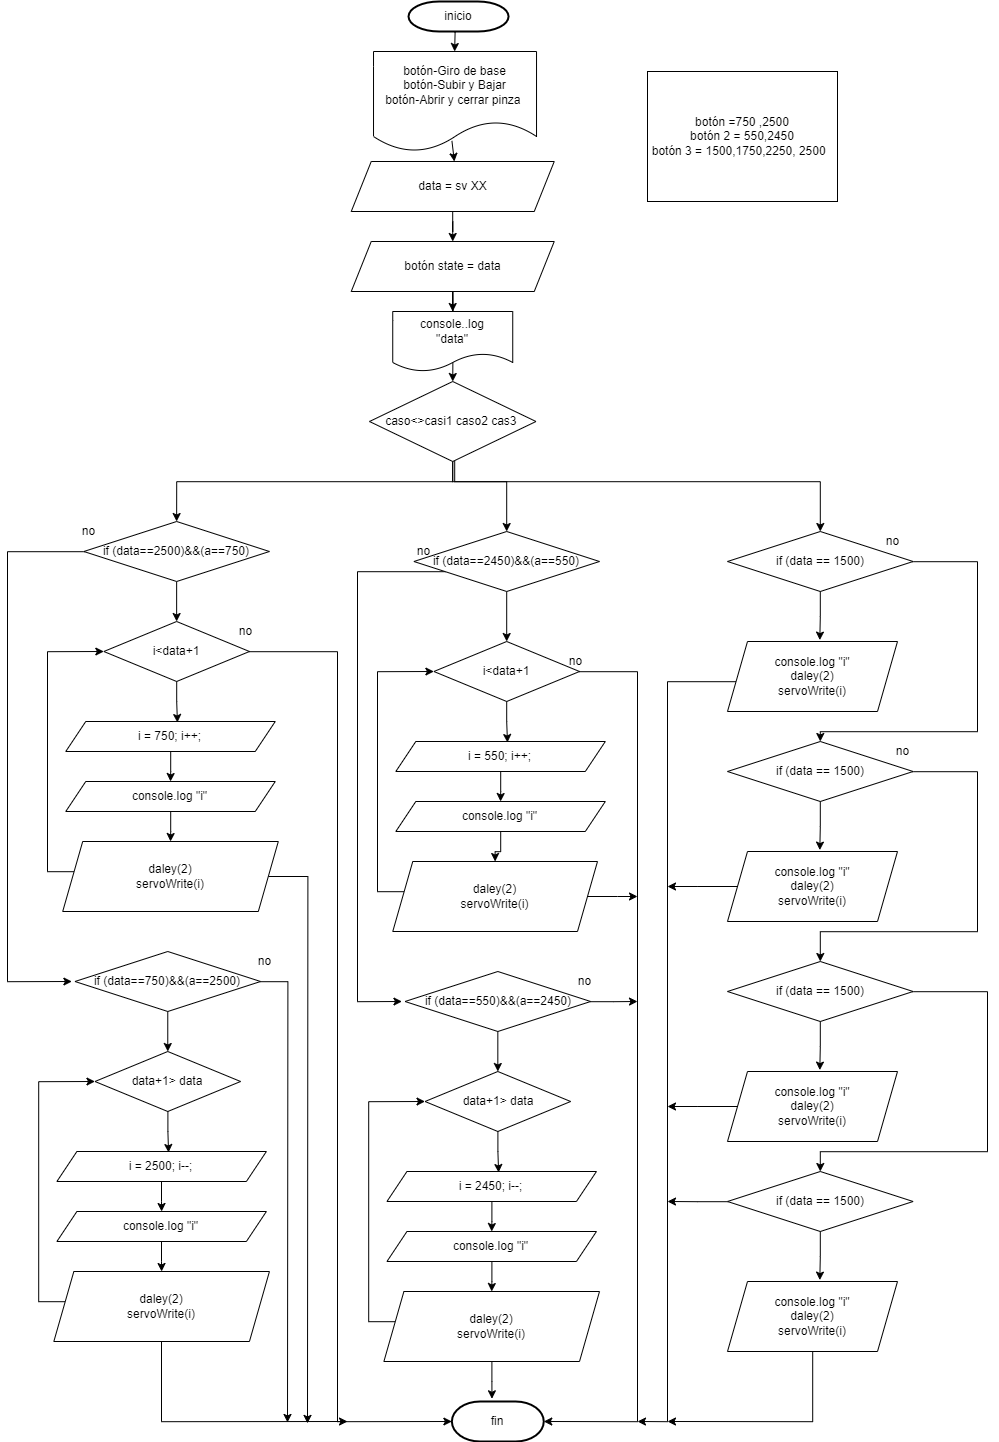 inicio
botón-Giro de base
botón-Subir y Bajar
botón-Abrir y cerrar pinza
botón =750 ,2500
botón 2 = 550,2450
botón 3 = 1500,1750,2250, 2500
data = sv XX
botón state = data
console..log
"data"
caso<>casi1 caso2 cas3
no
if (data==2500)&&(a==750)
i<data+1
no
i = 750; i++;
console.log "i"
daley(2)
servoWrite(i)
if (data==750)&&(a==2500)
no
data+1> data
i = 2500; i--;
console.log "i"
daley(2)
servoWrite(i)
no
if (data==2450)&&(a==550)
i<data+1
no
i = 550; i++;
console.log "i"
daley(2)
servoWrite(i)
if (data==550)&&(a==2450)
no
data+1> data
i = 2450; i--;
console.log "i"
daley(2)
servoWrite(i)
if (data == 1500)
no
console.log "i"
daley(2)
servoWrite(i)
if (data == 1500)
no
console.log "i"
daley(2)
servoWrite(i)
if (data == 1500)
console.log "i"
daley(2)
servoWrite(i)
if (data == 1500)
console.log "i"
daley(2)
servoWrite(i)
fin